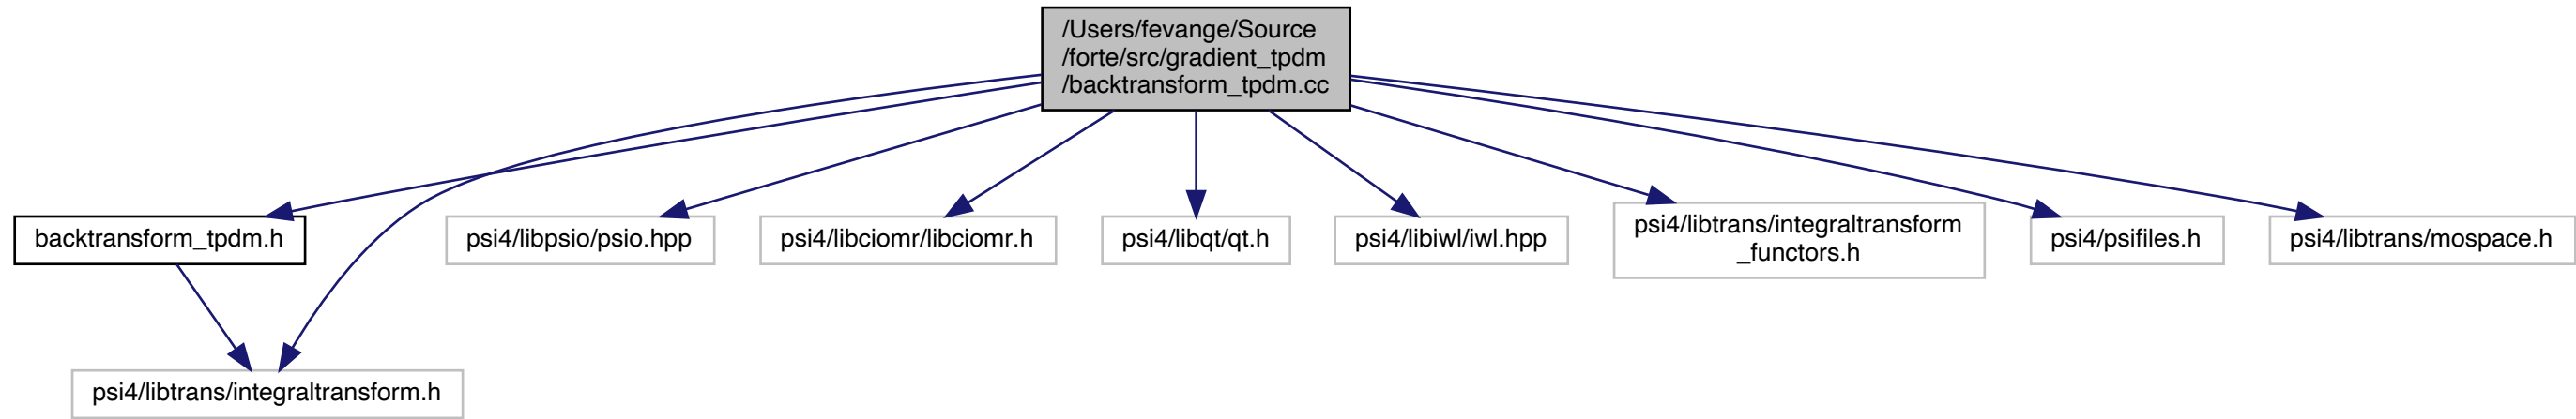 /Users/fevange/Source
/forte/src/gradient_tpdm
/backtransform_tpdm.cc
backtransform_tpdm.h
psi4/libpsio/psio.hpp
psi4/libciomr/libciomr.h
psi4/libqt/qt.h
psi4/libiwl/iwl.hpp
psi4/libtrans/integraltransform
_functors.h
psi4/psifiles.h
psi4/libtrans/mospace.h
psi4/libtrans/integraltransform.h